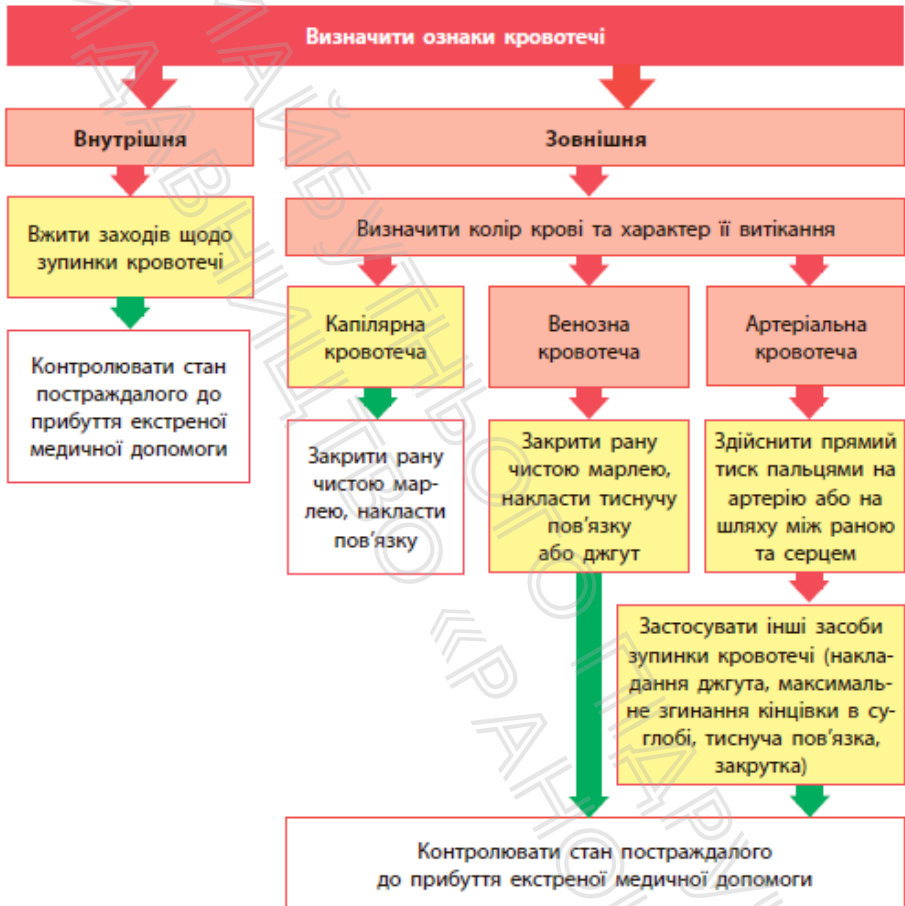 Визначити ознаки кровотечі
Внутрішня
Зовнішня
Вжити заходів щодо
зупинки кровотечі
Визначити колір крові та характер її витікання
Контролювати стан
постраждалого до
прибуття екстреної
медичної допомоги
Капілярна
кровотеча
Венозна
кровотеча
Артеріальна
кровотеча
Закрити рану
чистою мар-
лею, накласти
пов'язку
Закрити рану
чистою марлею,
накласти тиснучу
пов'язку
або джгут
Здійснити прямий
тиск пальцями на
артерію або на
шляху між раною
та серцем
Застосувати інші засоби
зупинки кровотечі (накла-
дання джгута, максималь-
не згинання кінцівки в су-
глобі, тиснуча пов'язка,
закрутка)
Контролювати стан постраждалого
до прибуття екстреної медичної допомоги